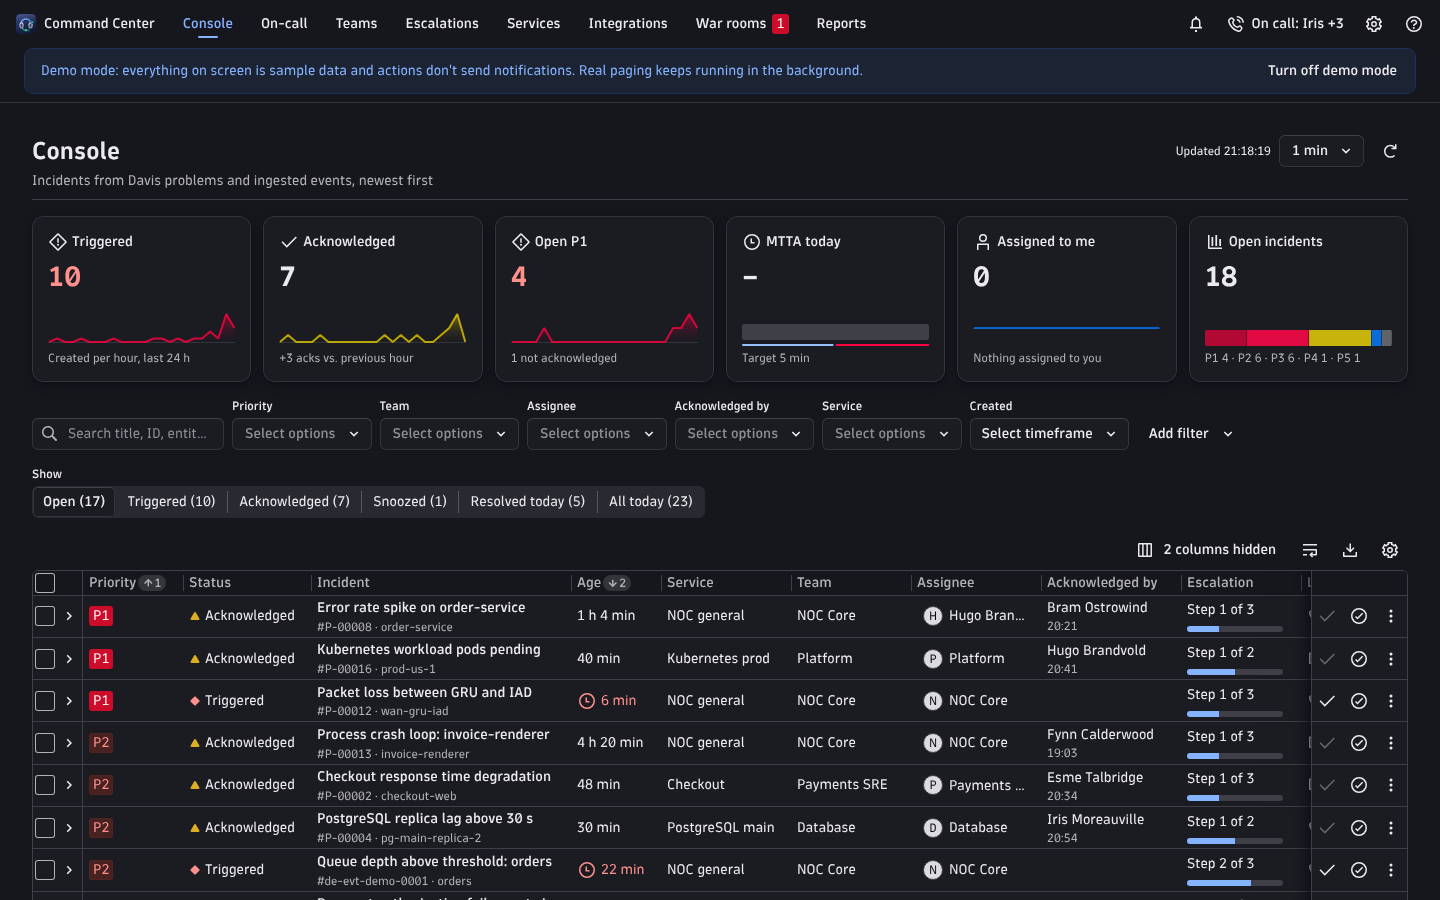 Command Center Console On-call Teams Escalations Services Integrations War rooms 1 Reports On call: Iris +3
Demo mode: everything on screen is sample data and actions don't send notifications. Real paging keeps running in the background. Turn off demo mode
Console
Updated 21:18:19 1 min
Incidents from Davis problems and ingested events, newest first
Triggered Acknowledged Open P1 MTTA today Assigned to me Open incidents
10 7 4 – 0 18
Created per hour, last 24 h +3 acks vs. previous hour 1 not acknowledged Target 5 min Nothing assigned to you P1 4 · P2 6 · P3 6 · P4 1 · P5 1
Priority Team Assignee Acknowledged by Service Created
Search title, ID, entit... Select options Select options Select options Select options Select options Select timeframe Add filter
Show
Open (17) Triggered (10) Acknowledged (7) Snoozed (1) Resolved today (5) All today (23)
2 columns hidden
Priority 1 Status Incident Age 2 Service Team Assignee Acknowledged by Escalation
P1 Acknowledged Error rate spike on order-service 1 h 4 min NOC general NOC Core H Hugo Bran... Bram Ostrowind Step 1 of 3
#P-00008 · order-service 20:21
P1 Acknowledged Kubernetes workload pods pending 40 min Kubernetes prod Platform P Platform Hugo Brandvold Step 1 of 2
#P-00016 · prod-us-1 20:41
P1 Triggered Packet loss between GRU and IAD 6 min NOC general NOC Core N NOC Core Step 1 of 3
#P-00012 · wan-gru-iad
P2 Acknowledged Process crash loop: invoice-renderer 4 h 20 min NOC general NOC Core N NOC Core Fynn Calderwood Step 1 of 3
#P-00013 · invoice-renderer 19:03
P2 Acknowledged Checkout response time degradation 48 min Checkout Payments SRE P Payments ... Esme Talbridge Step 1 of 3
#P-00002 · checkout-web 20:34
P2 Acknowledged PostgreSQL replica lag above 30 s 30 min PostgreSQL main Database D Database Iris Moreauville Step 1 of 2
#P-00004 · pg-main-replica-2 20:54
P2 Triggered Queue depth above threshold: orders 22 min NOC general NOC Core N NOC Core Step 2 of 3
#de-evt-demo-0001 · orders